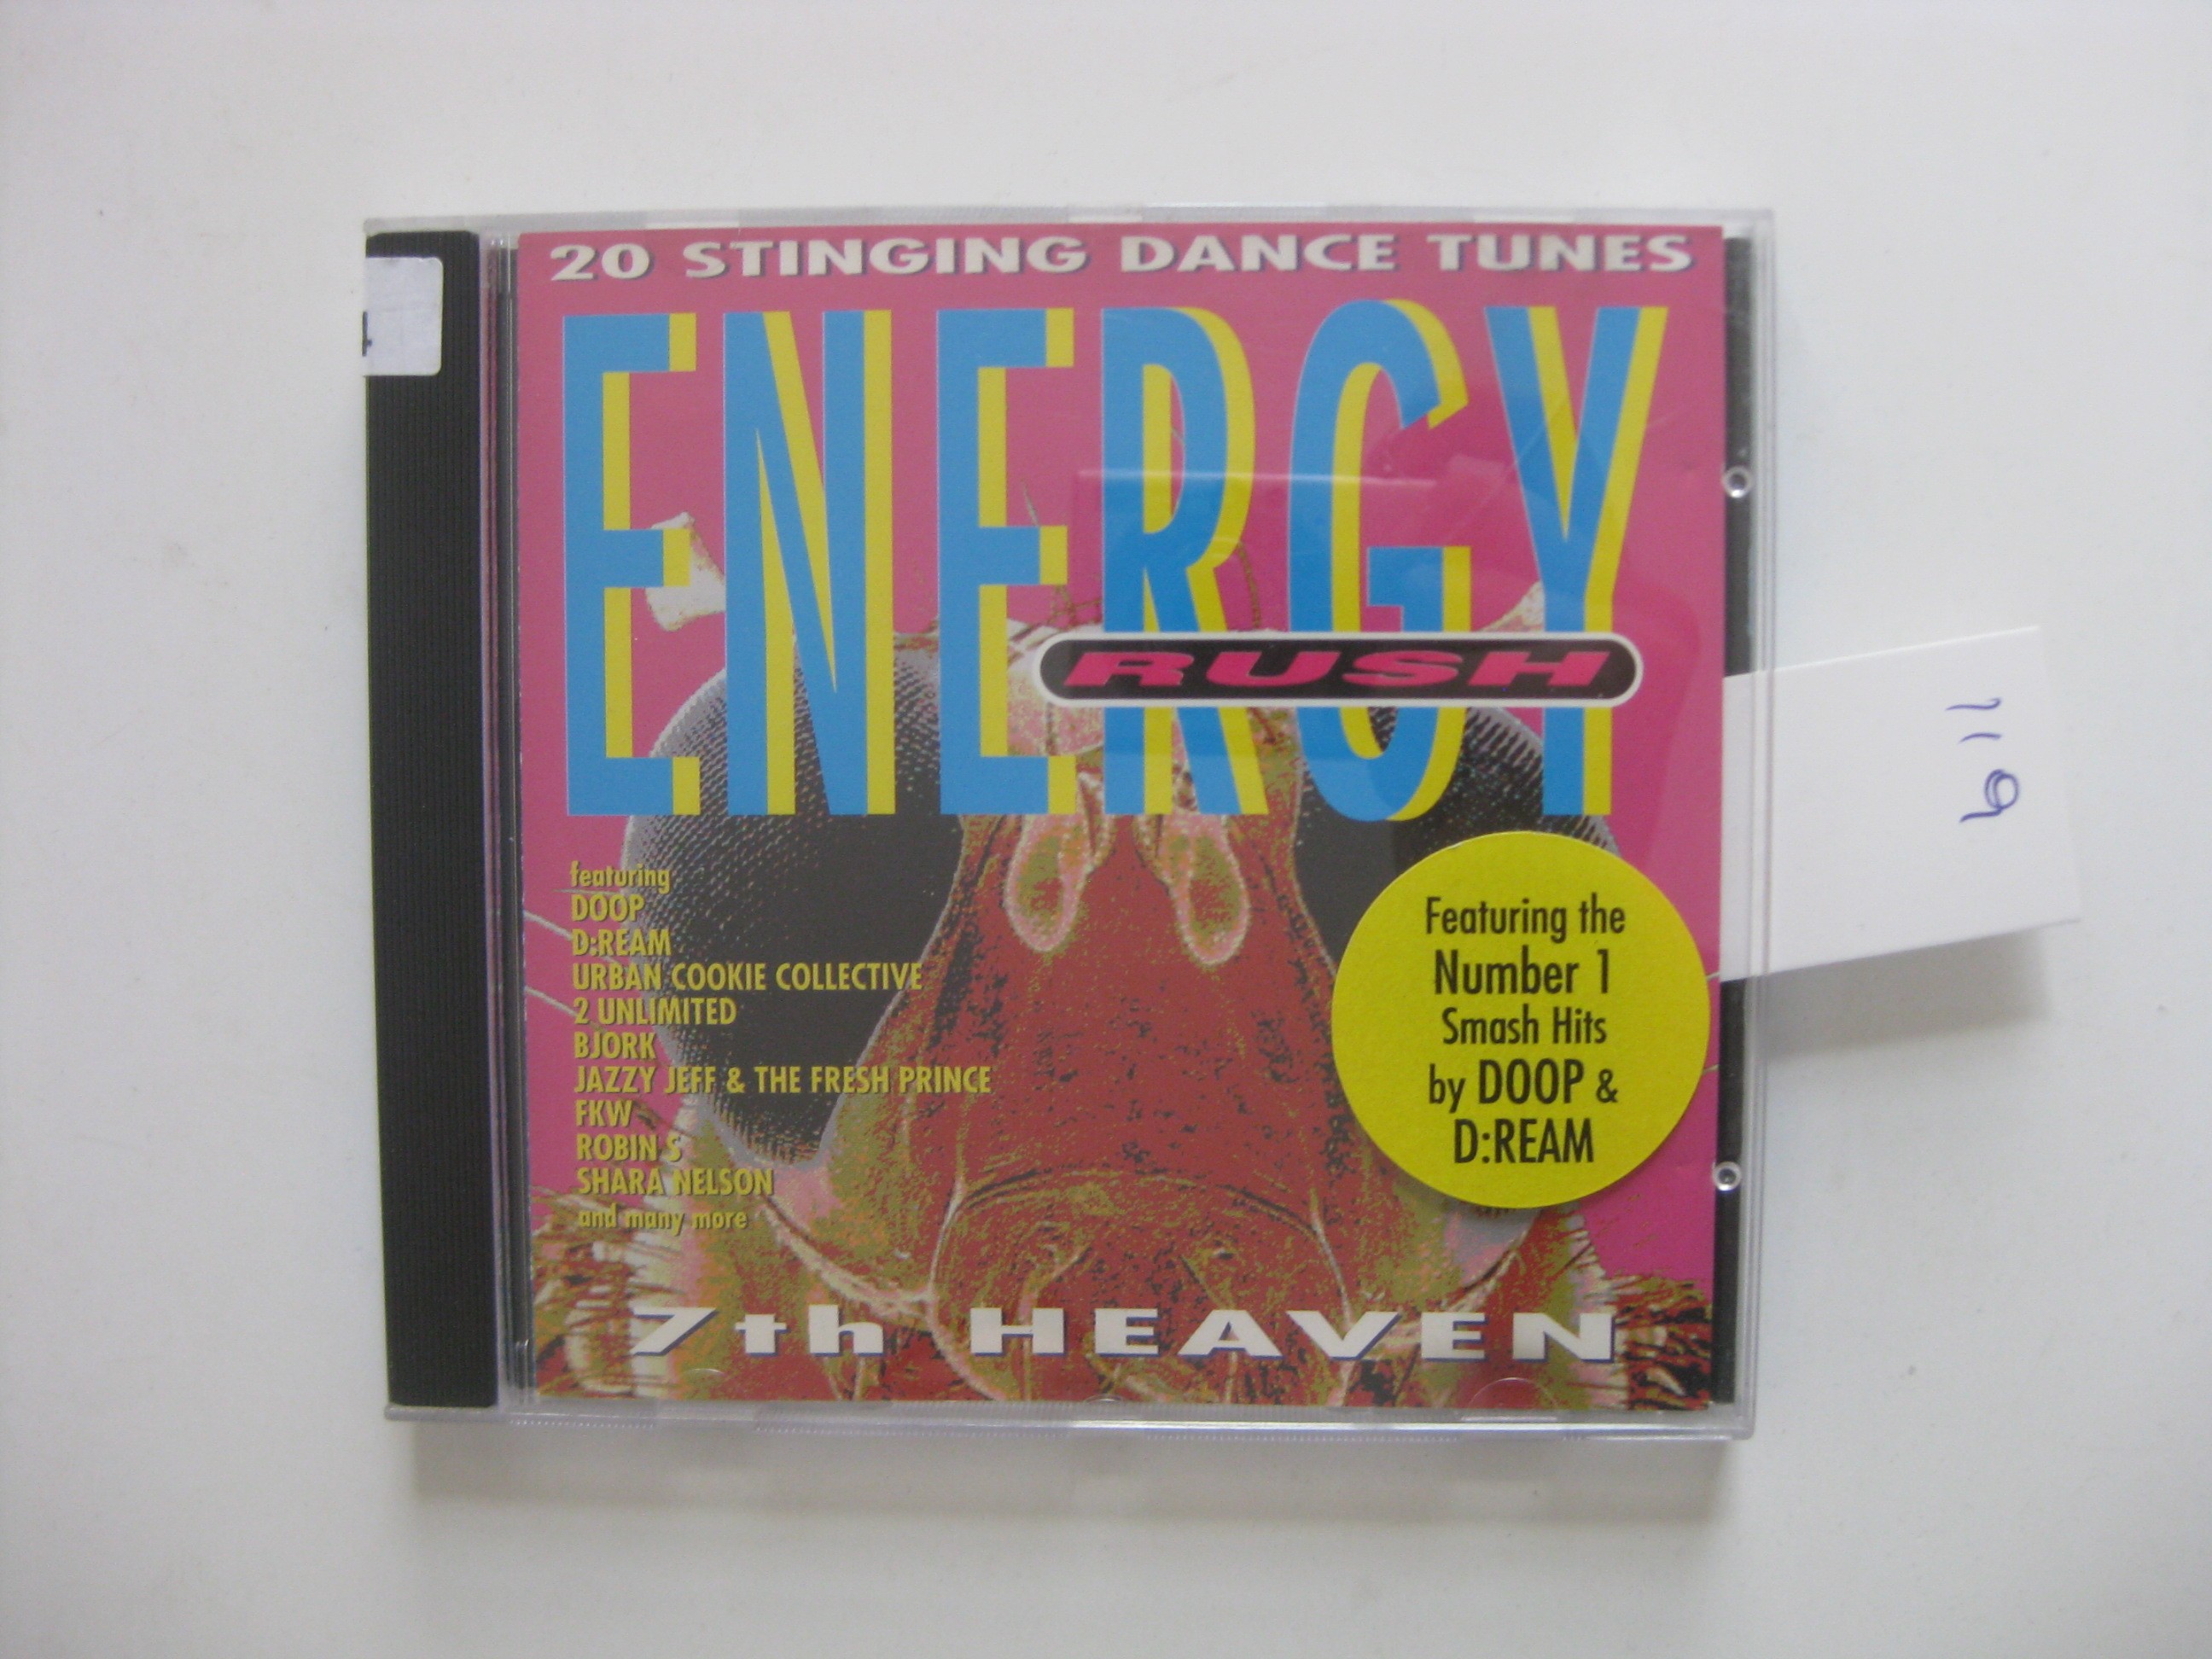 20 STINGING DANCE TUNES
ENERGY
RUSH
featuring
DOOP
D:REAM
URBAN COOKIE COLLECTIVE
2 UNLIMITED
BJORK
JAZZY JEFF & THE FRESH PRINCE
FKW
ROBIN S
SHARA NELSON
and many more
Featuring the
Number 1
Smash Hits
by DOOP &
D:REAM
7th HEAVEN
719